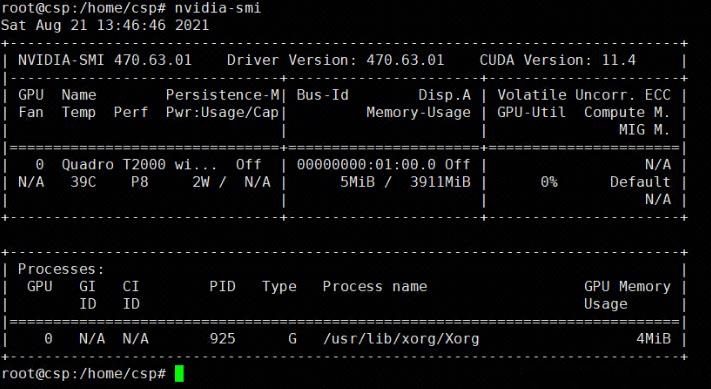 root@csp:/home/csp# nvidia-smi
Sat Aug 21 13:46:46 2021
+-----------------------------------------------------------------------------+
| NVIDIA-SMI 470.63.01    Driver Version: 470.63.01    CUDA Version: 11.4     |
|-------------------------------+----------------------+----------------------+
| GPU  Name        Persistence-M| Bus-Id        Disp.A | Volatile Uncorr. ECC |
| Fan  Temp  Perf  Pwr:Usage/Cap|         Memory-Usage | GPU-Util  Compute M. |
|                               |                      |               MIG M. |
|===============================+======================+======================|
|   0  Quadro T2000 wi...  Off  | 00000000:01:00.0 Off |                  N/A |
| N/A   39C    P8     2W /  N/A |      5MiB /  3911MiB |      0%      Default |
|                               |                      |                  N/A |
+-------------------------------+----------------------+----------------------+

+-----------------------------------------------------------------------------+
| Processes:                                                                  |
|  GPU   GI   CI        PID   Type   Process name                  GPU Memory |
|        ID   ID                                                   Usage      |
|=============================================================================|
|    0   N/A  N/A       925      G   /usr/lib/xorg/Xorg                  4MiB |
+-----------------------------------------------------------------------------+
root@csp:/home/csp#